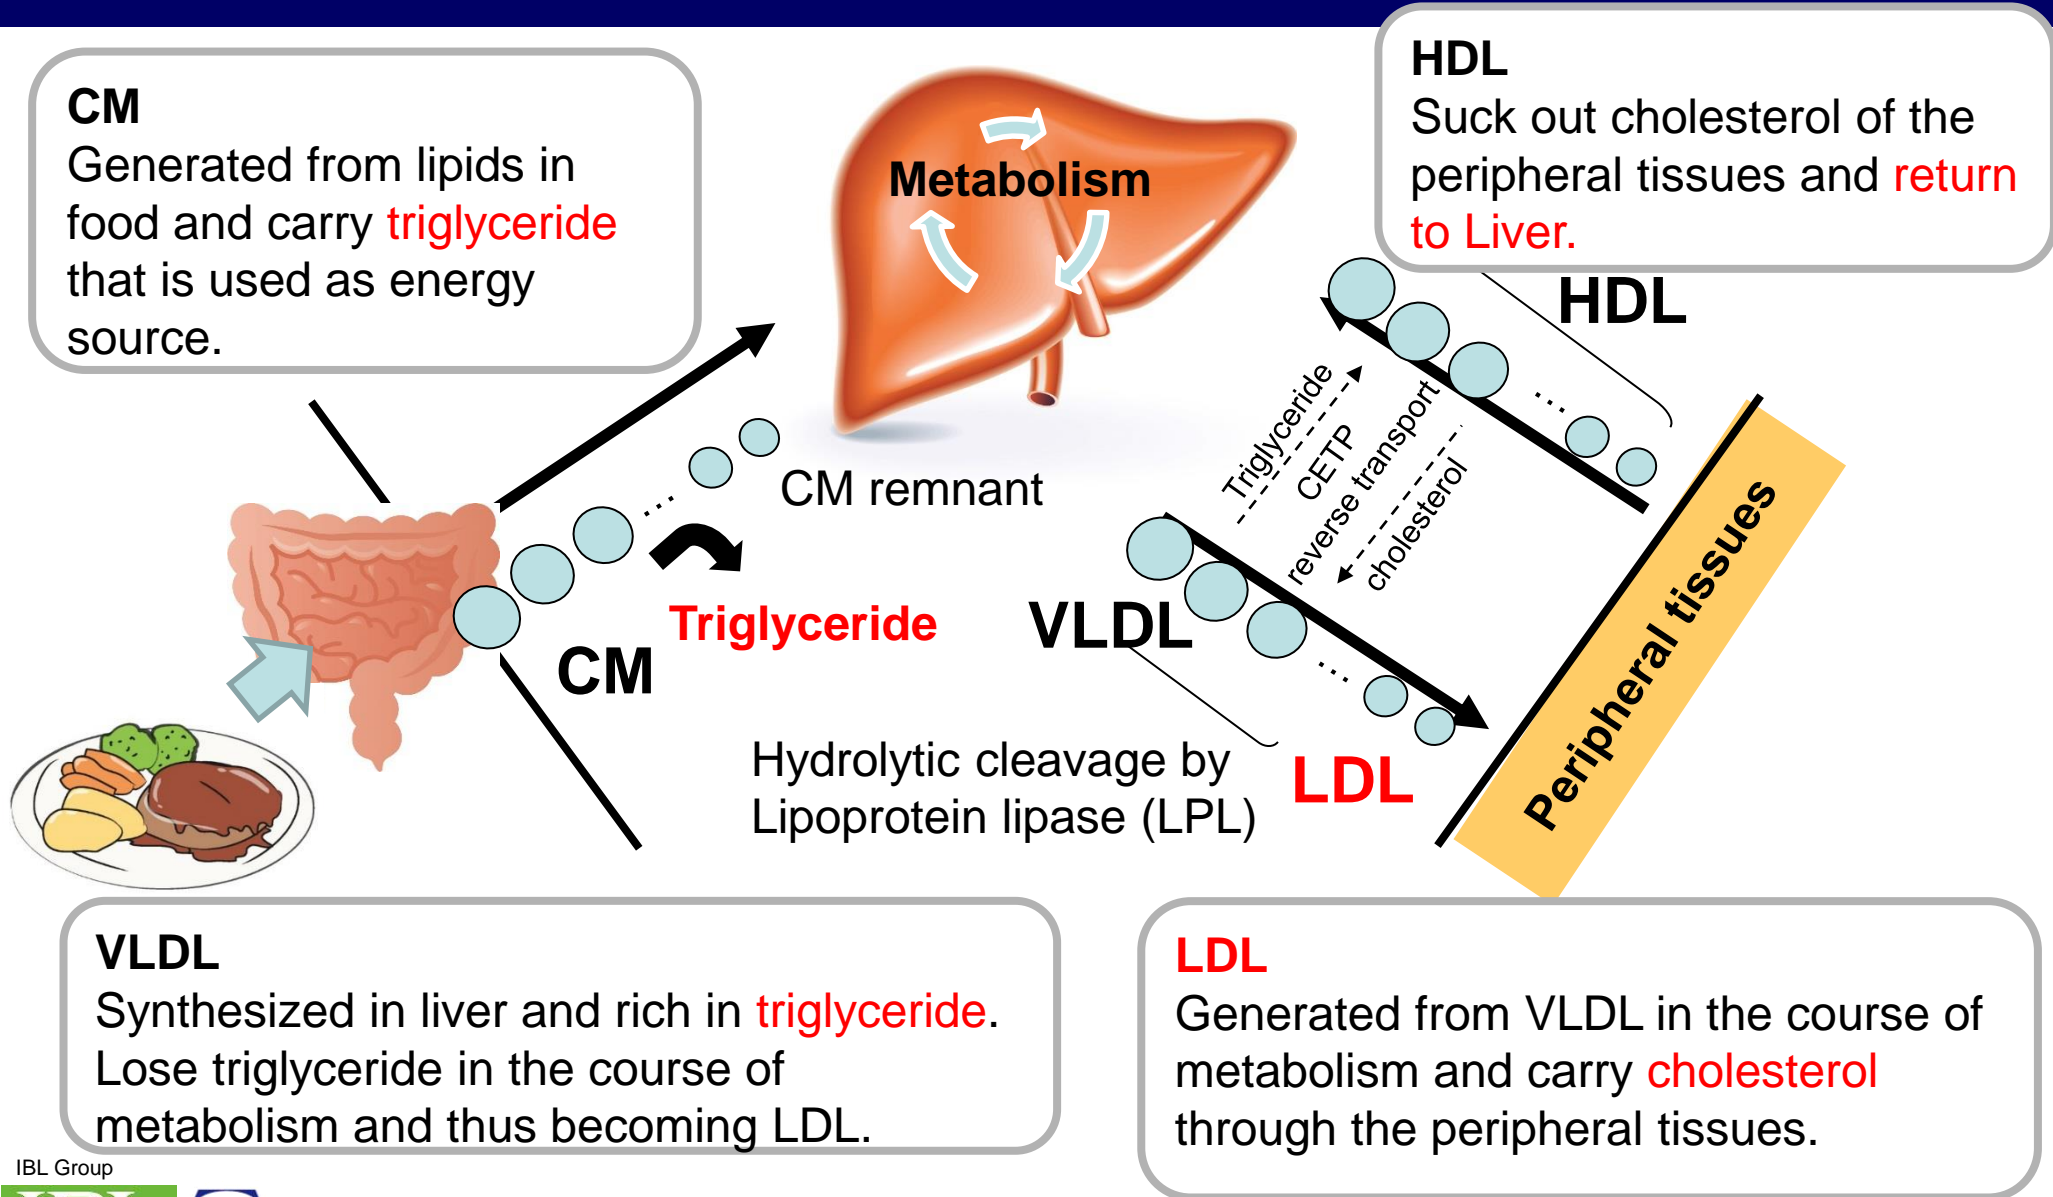 CM
Generated from lipids in
food and carry triglyceride
that is used as energy
source.
Metabolism
HDL
Suck out cholesterol of the
peripheral tissues and return
to Liver.
HDL
Triglyceride
CETP
reverse transport
cholesterol
CM remnant
Triglyceride
CM
VLDL
LDL
Peripheral tissues
Hydrolytic cleavage by
Lipoprotein lipase (LPL)
VLDL
Synthesized in liver and rich in triglyceride.
Lose triglyceride in the course of
metabolism and thus becoming LDL.
LDL
Generated from VLDL in the course of
metabolism and carry cholesterol
through the peripheral tissues.
IBL Group